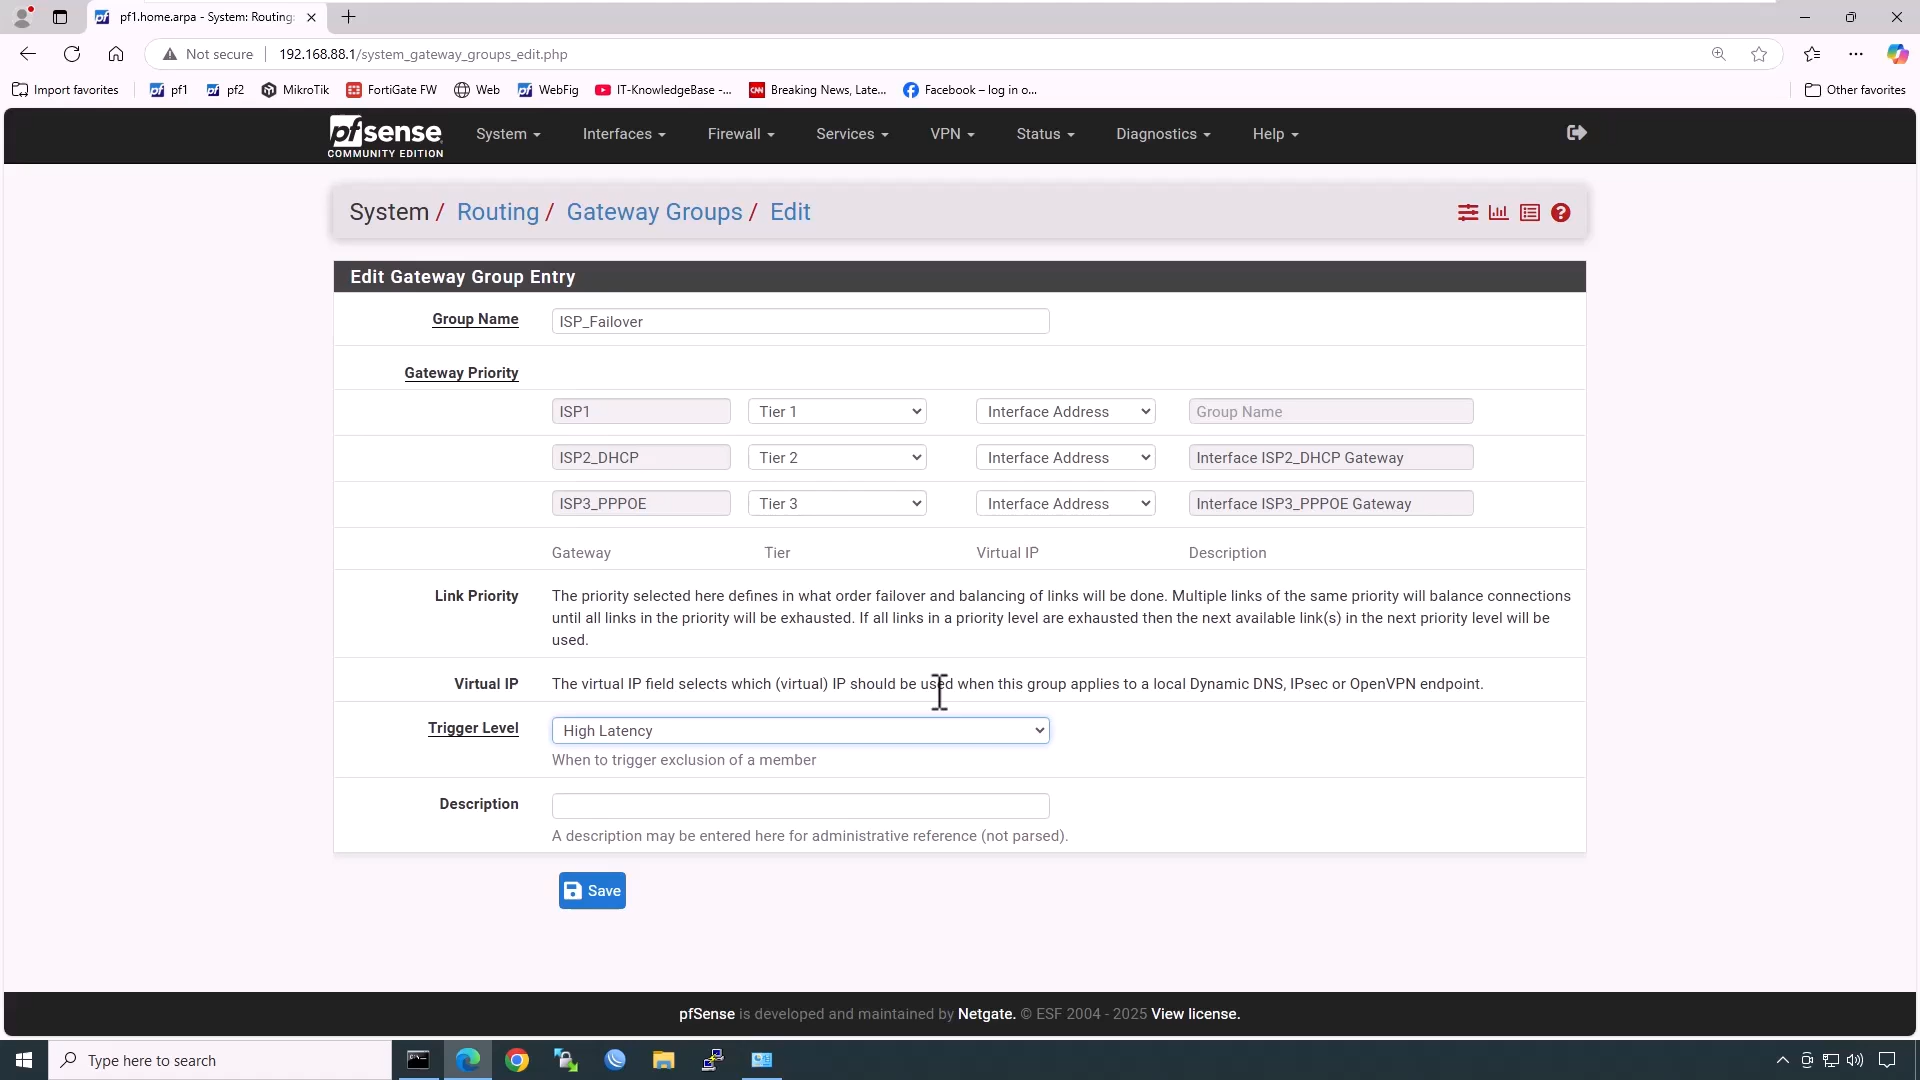 pf1.home.arpa - System: Routing:
Not secure
192.168.88.1/system_gateway_groups_edit.php
Import favorites
pf1
pf2
MikroTik
FortiGate FW
Web
WebFig
IT-KnowledgeBase -...
CNN
Breaking News, Late...
Facebook – log in o...
Other favorites
pfsense
COMMUNITY EDITION
System
Interfaces
Firewall
Services
VPN
Status
Diagnostics
Help
System / Routing / Gateway Groups / Edit
Edit Gateway Group Entry
Group Name
ISP_Failover
Gateway Priority
ISP1 Tier 1 Interface Address Group Name
ISP2_DHCP Tier 2 Interface Address Interface ISP2_DHCP Gateway
ISP3_PPPOE Tier 3 Interface Address Interface ISP3_PPPOE Gateway
Gateway Tier Virtual IP Description
Link Priority
The priority selected here defines in what order failover and balancing of links will be done. Multiple links of the same priority will balance connections
until all links in the priority will be exhausted. If all links in a priority level are exhausted then the next available link(s) in the next priority level will be
used.
Virtual IP
The virtual IP field selects which (virtual) IP should be used when this group applies to a local Dynamic DNS, IPsec or OpenVPN endpoint.
Trigger Level
High Latency
When to trigger exclusion of a member
Description
A description may be entered here for administrative reference (not parsed).
Save
pfSense is developed and maintained by Netgate. © ESF 2004 - 2025 View license.
Type here to search